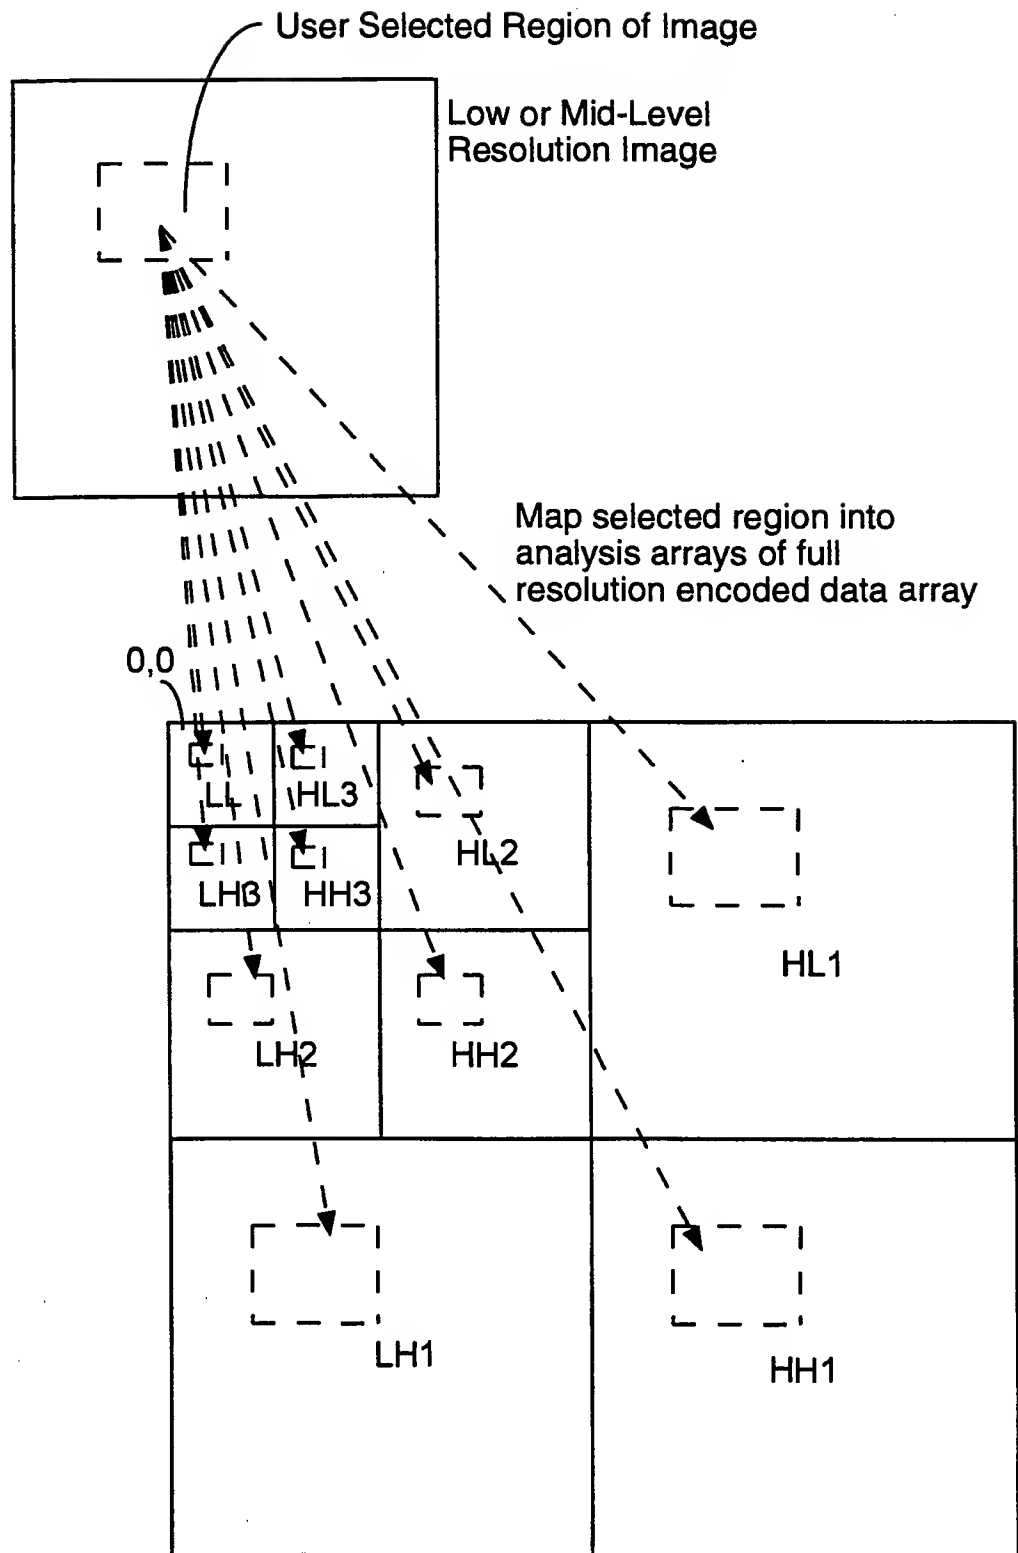 User Selected Region of Image
Low or Mid-Level
Resolution Image
Map selected region into
analysis arrays of full
resolution encoded data array
0,0
LL
HL3
HL2
LH3
HH3
HL1
LH2
HH2
LH1
HH1